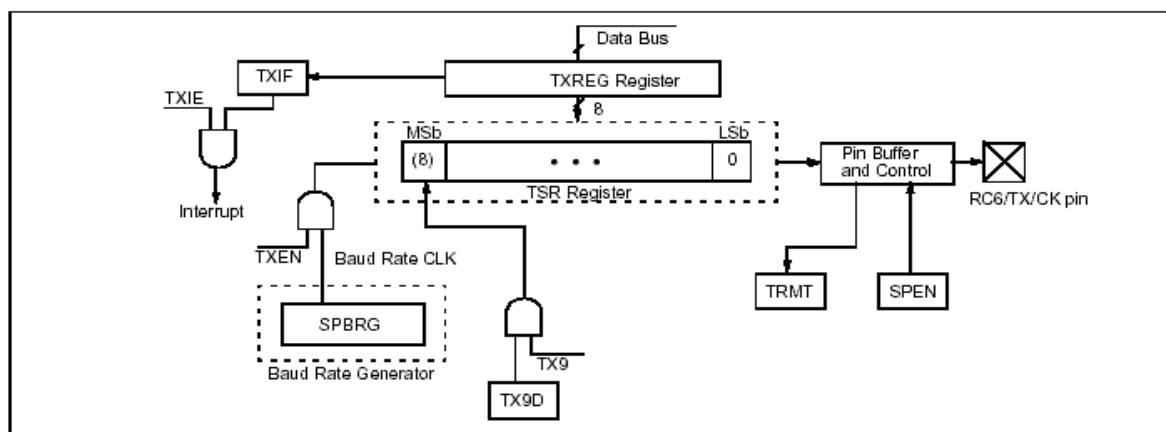 Data Bus
TXIF
TXREG Register
TXIE
8
MSb
LSb
(8)
• • •
0
Pin Buffer
and Control
TSR Register
RC6/TX/CK pin
Interrupt
TXEN
Baud Rate CLK
TRMT
SPEN
SPBRG
TX9
Baud Rate Generator
TX9D